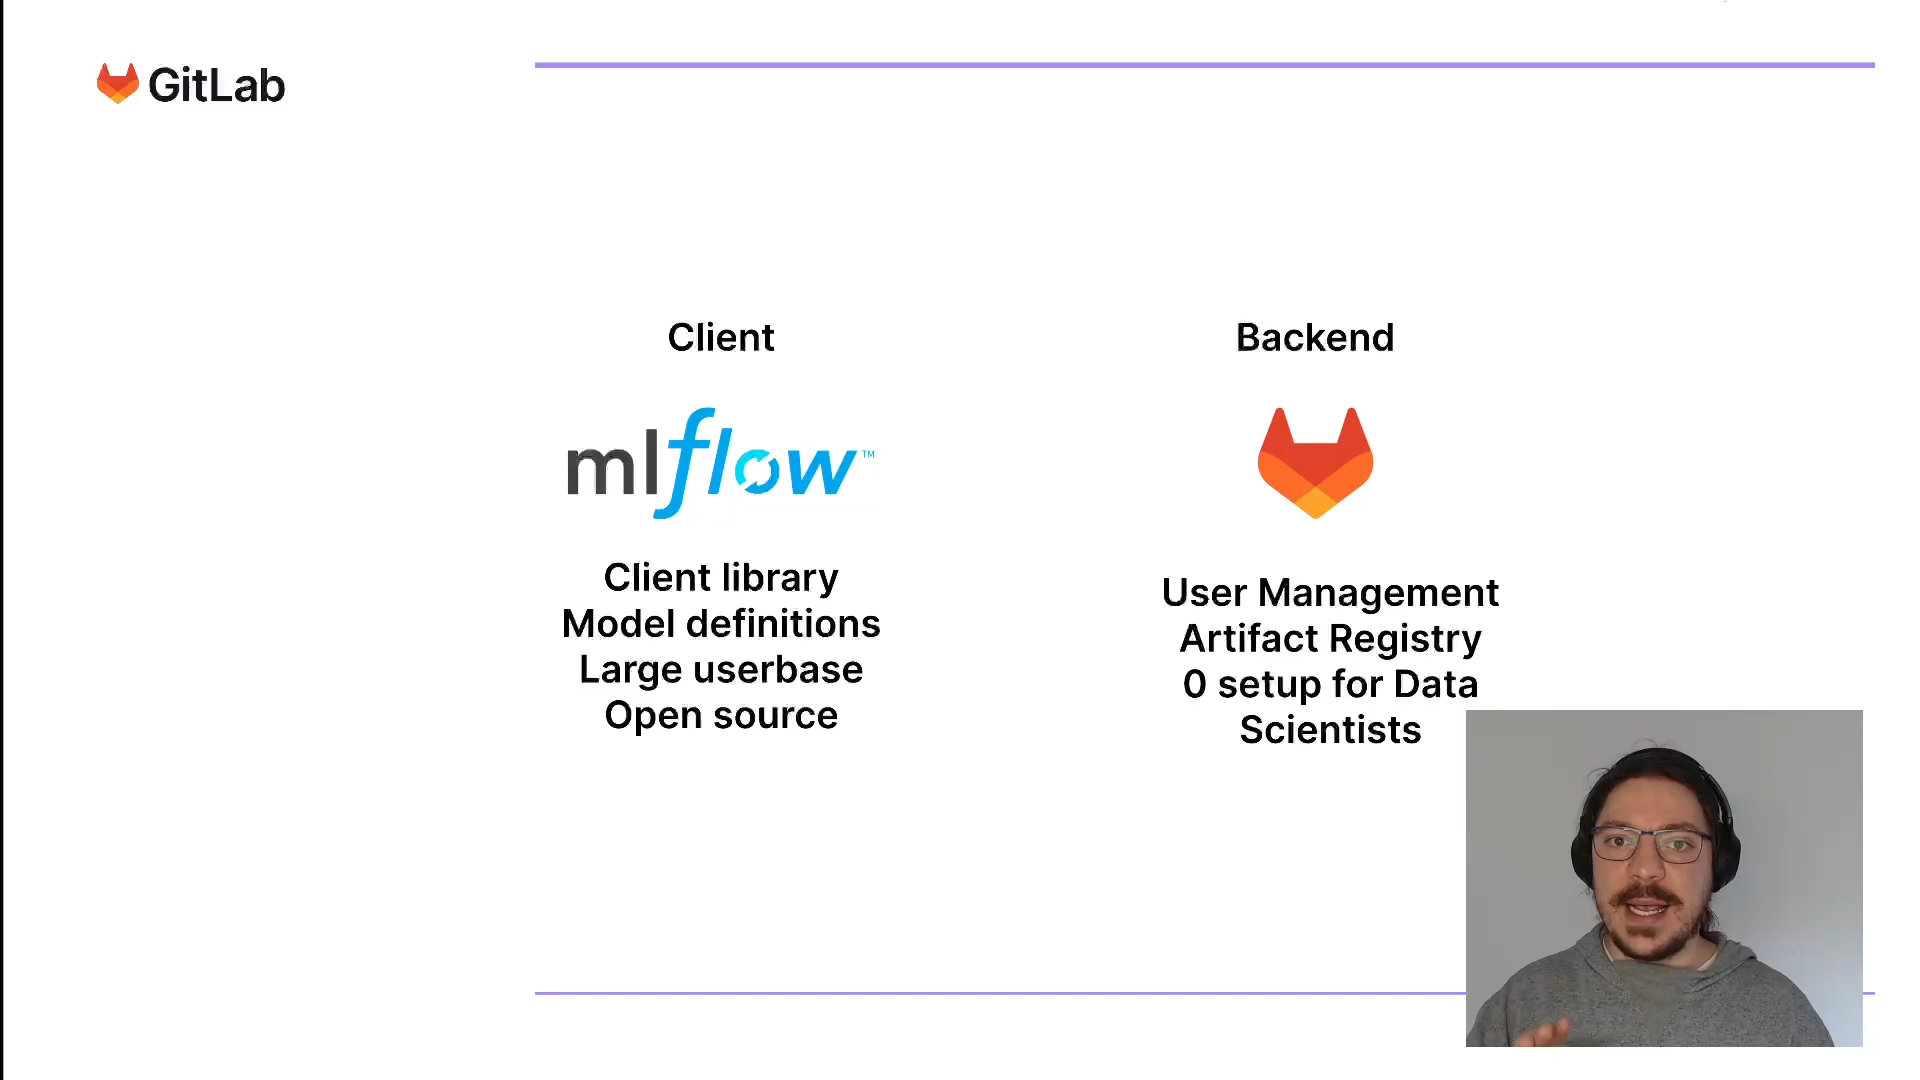 GitLab
Client
mlflow™
Client library
Model definitions
Large userbase
Open source
Backend
User Management
Artifact Registry
0 setup for Data
Scientists